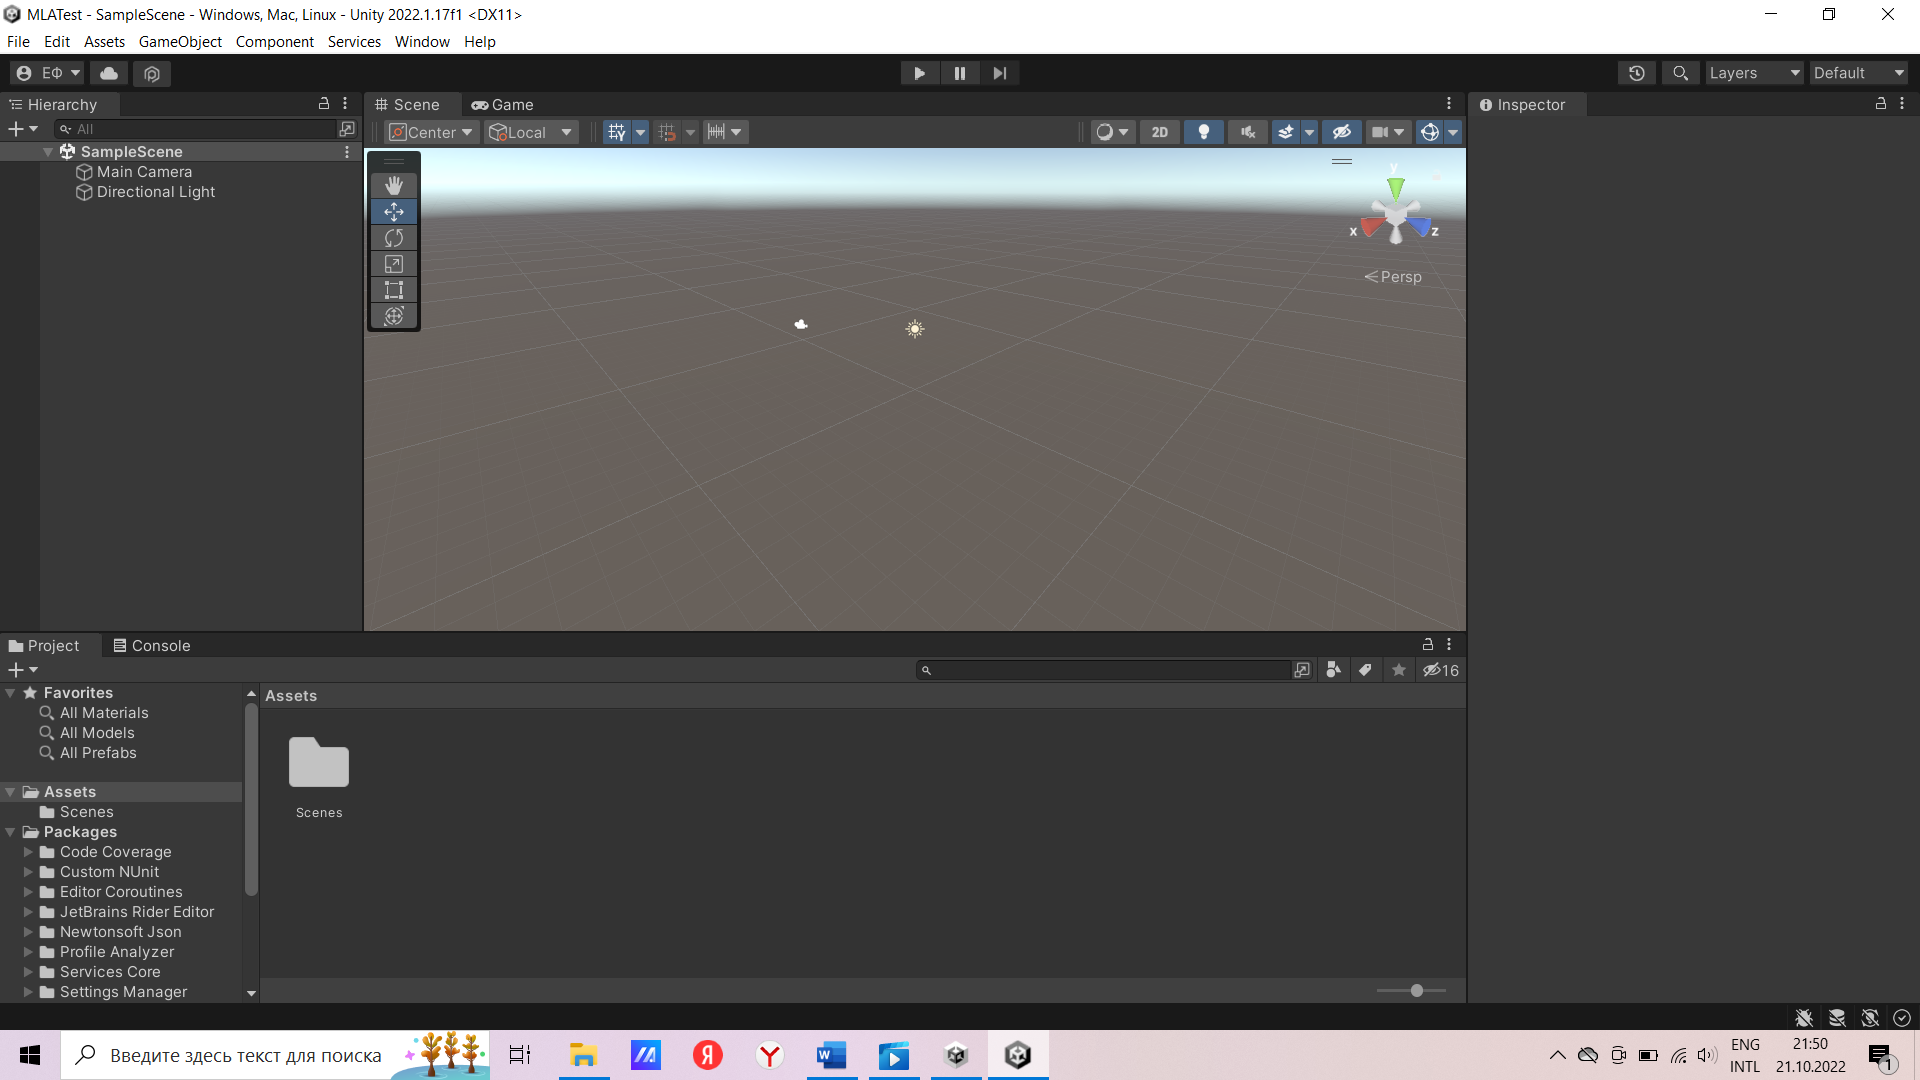 MLATest - SampleScene - Windows, Mac, Linux - Unity 2022.1.17f1 <DX11>
File Edit Assets GameObject Component Services Window Help
ЕФ
Layers
Default
Hierarchy
Scene
Game
Inspector
All
Center
Local
2D
SampleScene
Main Camera
Directional Light
y
x
z
Persp
Project
Console
16
Favorites
All Materials
All Models
All Prefabs
Assets
Scenes
Packages
Code Coverage
Custom NUnit
Editor Coroutines
JetBrains Rider Editor
Newtonsoft Json
Profile Analyzer
Services Core
Settings Manager
Assets
Scenes
Введите здесь текст для поиска
Я
Y
W
ENG
INTL
21:50
21.10.2022
1